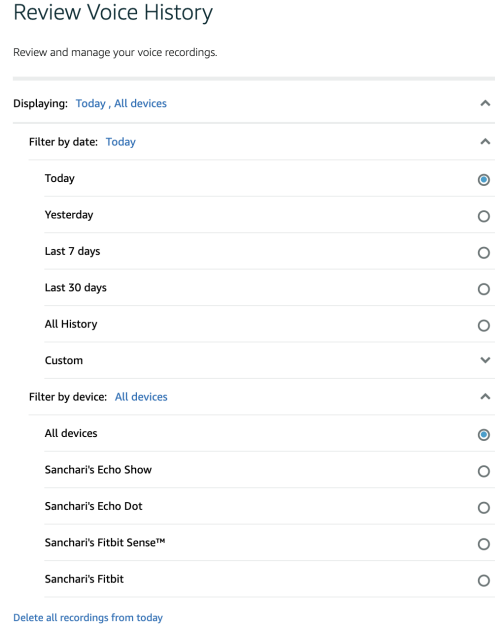 Review Voice History
Review and manage your voice recordings.
Displaying: Today , All devices
Filter by date: Today
Today
Yesterday
Last 7 days
Last 30 days
All History
Custom
Filter by device: All devices
All devices
Sanchari's Echo Show
Sanchari's Echo Dot
Sanchari's Fitbit Sense™
Sanchari's Fitbit
Delete all recordings from today